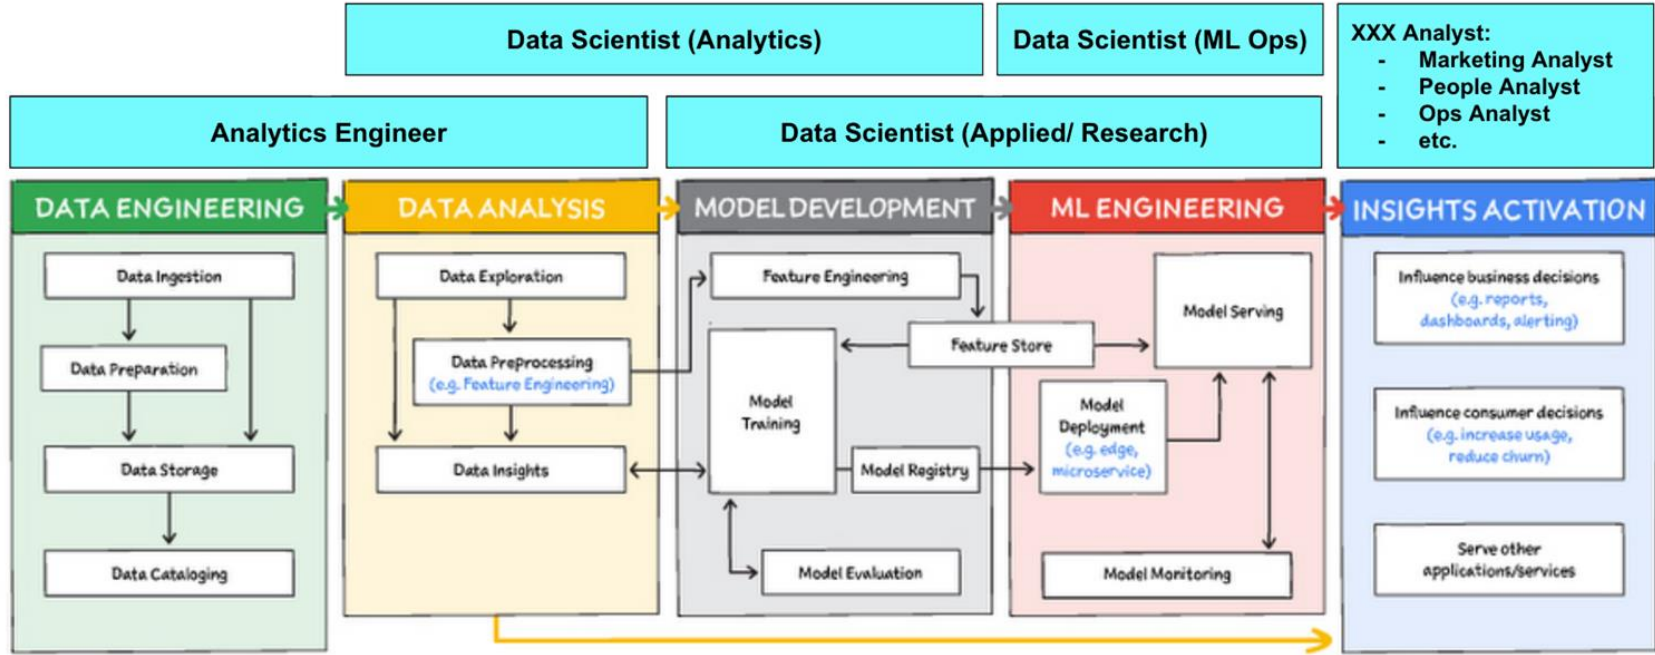 Data Scientist (Analytics)
Data Scientist (ML Ops)
XXX Analyst:
- Marketing Analyst
- People Analyst
- Ops Analyst
- etc.
Analytics Engineer
Data Scientist (Applied/ Research)
DATA ENGINEERING
Data Ingestion
Data Preparation
Data Storage
Data Cataloging
DATA ANALYSIS
Data Exploration
Data Preprocessing
(e.g. Feature Engineering)
Data Insights
MODEL DEVELOPMENT
Feature Engineering
Feature Store
Model
Training
Model Registry
Model Evaluation
ML ENGINEERING
Model Serving
Model
Deployment
(e.g. edge,
microservice)
Model Monitoring
INSIGHTS ACTIVATION
Influence business decisions
(e.g. reports,
dashboards, alerting)
Influence consumer decisions
(e.g. increase usage,
reduce churn)
Serve other
applications/services